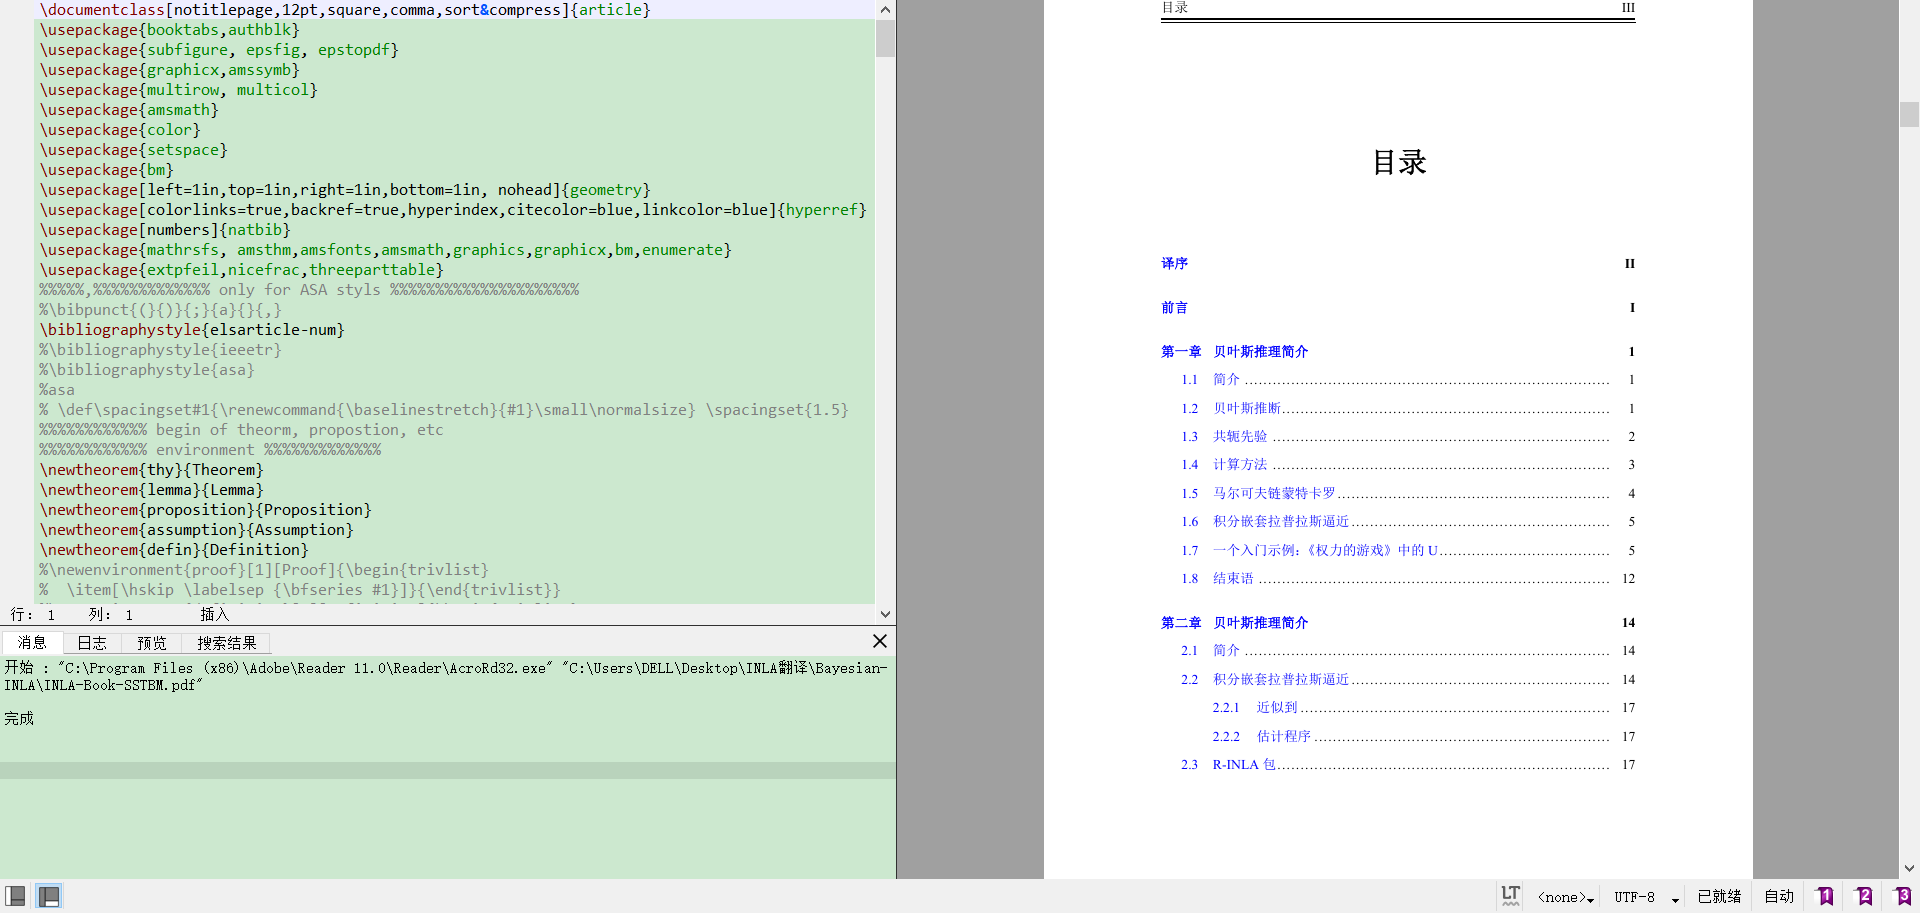 \documentclass[notitlepage,12pt,square,comma,sort&compress]{article}
\usepackage{booktabs,authblk}
\usepackage{subfigure, epsfig, epstopdf}
\usepackage{graphicx,amssymb}
\usepackage{multirow, multicol}
\usepackage{amsmath}
\usepackage{color}
\usepackage{setspace}
\usepackage{bm}
\usepackage[left=1in,top=1in,right=1in,bottom=1in, nohead]{geometry}
\usepackage[colorlinks=true,backref=true,hyperindex,citecolor=blue,linkcolor=blue]{hyperref}
\usepackage[numbers]{natbib}
\usepackage{mathrsfs, amsthm,amsfonts,amsmath,graphics,graphicx,bm,enumerate}
\usepackage{extpfeil,nicefrac,threeparttable}
%%%%%,%%%%%%%%%%%%% only for ASA styls %%%%%%%%%%%%%%%%%%%%%
%\bibpunct{(}{)}{;}{a}{}{,}
\bibliographystyle{elsarticle-num}
%\bibliographystyle{ieeetr}
%\bibliographystyle{asa}
%asa
% \def\spacingset#1{\renewcommand{\baselinestretch}{#1}\small\normalsize} \spacingset{1.5}
%%%%%%%%%%%% begin of theorm, propostion, etc
%%%%%%%%%%%% environment %%%%%%%%%%%%%
\newtheorem{thy}{Theorem}
\newtheorem{lemma}{Lemma}
\newtheorem{proposition}{Proposition}
\newtheorem{assumption}{Assumption}
\newtheorem{defin}{Definition}
%\newenvironment{proof}[1][Proof]{\begin{trivlist}
%  \item[\hskip \labelsep {\bfseries #1}]}{\end{trivlist}}
行: 1 列: 1 插入
消息 日志 预览 搜索结果
开始 : "C:\Program Files (x86)\Adobe\Reader 11.0\Reader\AcroRd32.exe" "C:\Users\DELL\Desktop\INLA翻译\Bayesian-
INLA\INLA-Book-SSTBM.pdf"
完成
目录 III
目录
译序 II
前言 I
第一章 贝叶斯推理简介 1
1.1 简介 1
1.2 贝叶斯推断 1
1.3 共轭先验 2
1.4 计算方法 3
1.5 马尔可夫链蒙特卡罗 4
1.6 积分嵌套拉普拉斯逼近 5
1.7 一个入门示例:《权力的游戏》中的 U 5
1.8 结束语 12
第二章 贝叶斯推理简介 14
2.1 简介 14
2.2 积分嵌套拉普拉斯逼近 14
2.2.1 近似到 17
2.2.2 估计程序 17
2.3 R-INLA 包 17
LT <none> UTF-8 已就绪 自动 1 2 3